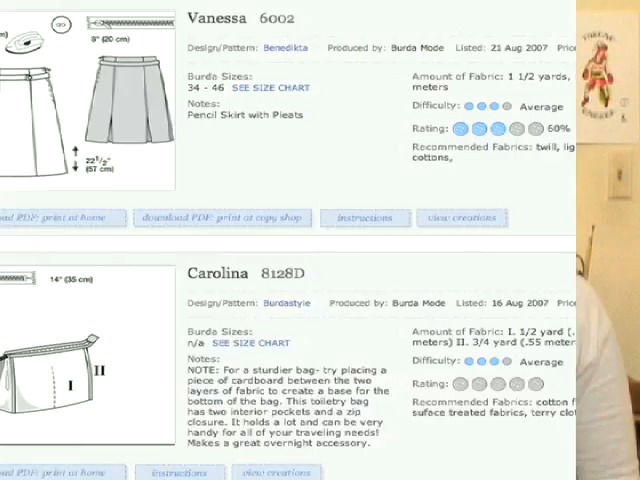 Vanessa 6002
8" (20 cm)
Design/Pattern: Benedikta Produced by: Burda Mode Listed: 21 Aug 2007 Price
Burda Sizes:
34 - 46 SEE SIZE CHART
Notes:
Pencil Skirt with Pleats
Amount of Fabric: 1 1/2 yards,
meters
Difficulty: Average
Rating: 60%
Recommended Fabrics: twill, lig
cottons,
22 1/2"
(57 cm)
ad PDF: print at home download PDF: print at copy shop instructions view creations
Carolina 8128D
14" (35 cm)
Design/Pattern: Burdastyle Produced by: Burda Mode Listed: 16 Aug 2007 Price
Burda Sizes:
n/a SEE SIZE CHART
Notes:
NOTE: For a sturdier bag- try placing a
piece of cardboard between the two
layers of fabric to create a base for the
bottom of the bag. This toiletry bag
has two interior pockets and a zip
closure. It holds a lot and can be very
handy for all of your traveling needs!
Makes a great overnight accessory.
Amount of Fabric: I. 1/2 yard (.
meters) II. 3/4 yard (.55 meter
Difficulty: Average
Rating:
Recommended Fabrics: cotton f
suface treated fabrics, terry clot
I
II
ad PDF: print at home instructions view creations